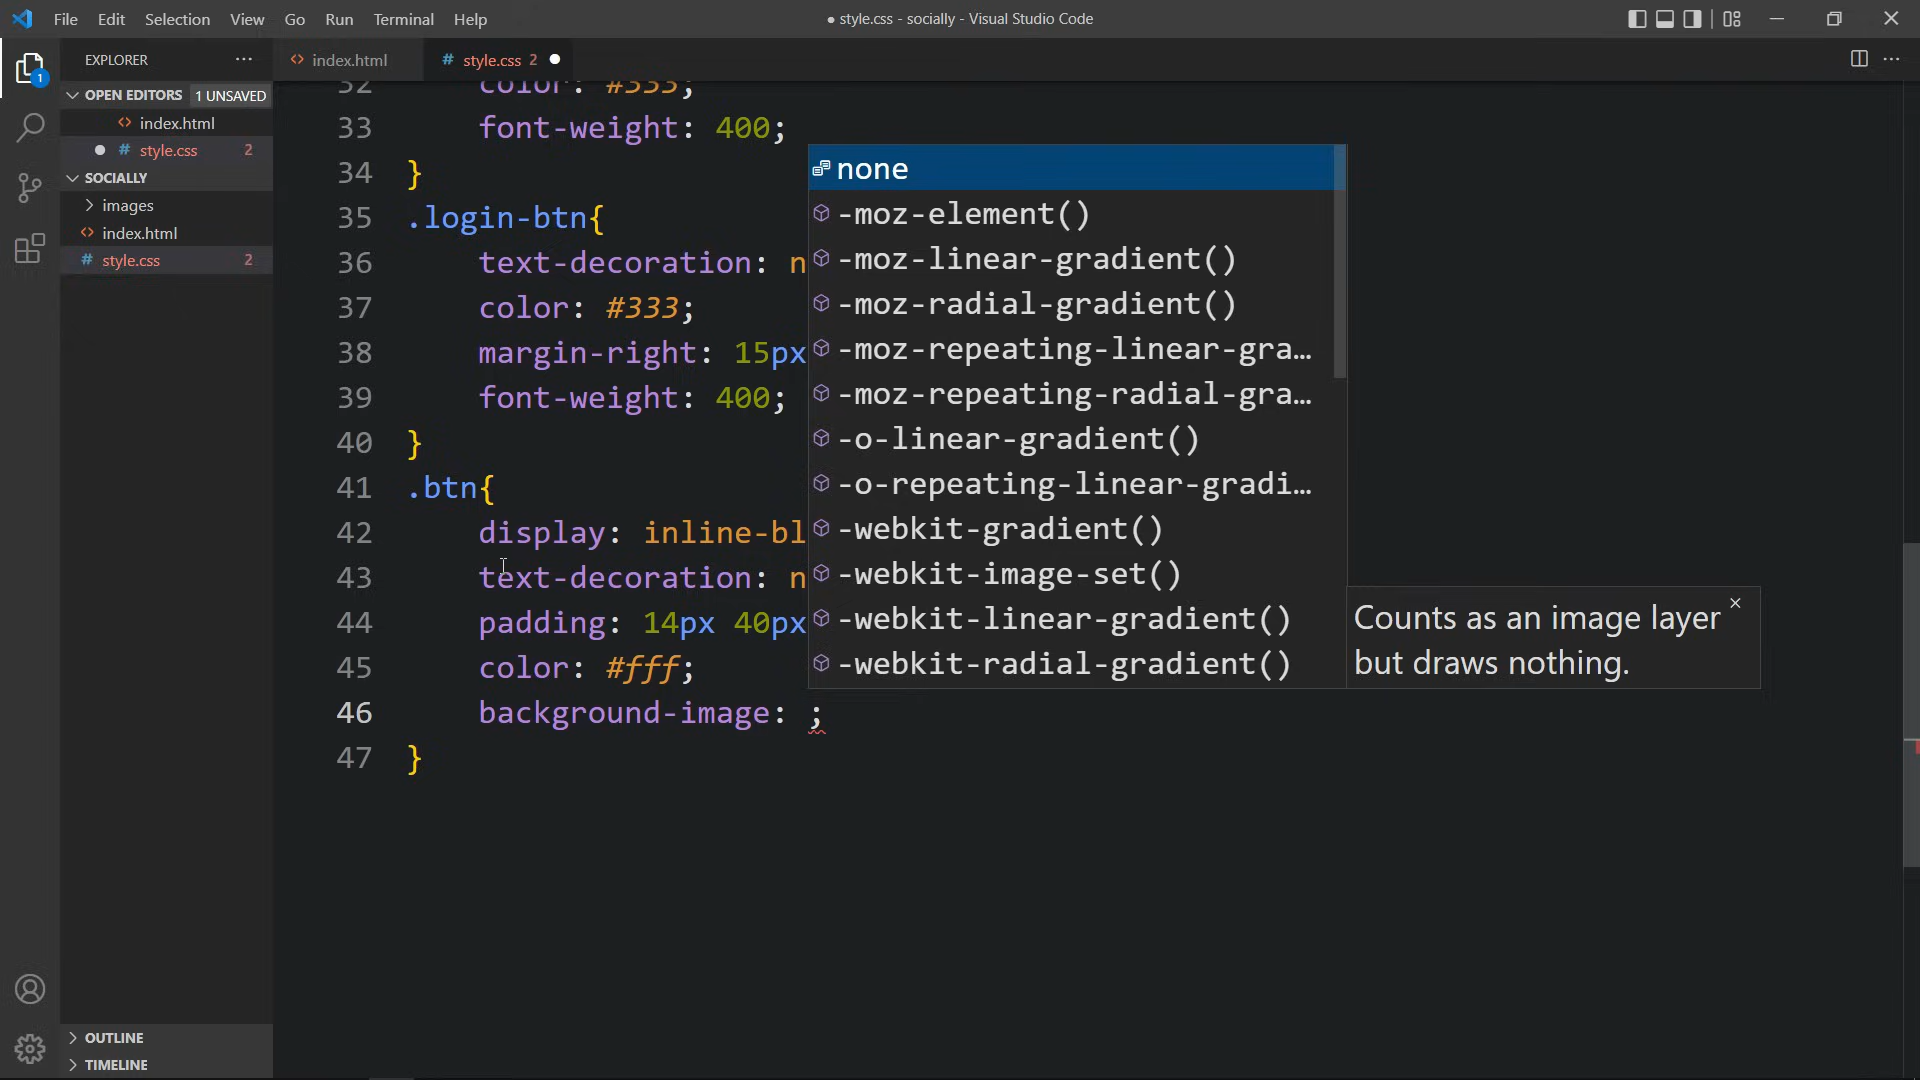 File Edit Selection View Go Run Terminal Help
● style.css - socially - Visual Studio Code
EXPLORER ···
<> index.html
# style.css 2 ●
OPEN EDITORS 1 UNSAVED
<> index.html
● # style.css 2
SOCIALLY
images
<> index.html
# style.css 2
OUTLINE
TIMELINE
1
32 color: #333;
33 font-weight: 400;
34 }
35 .login-btn{
36 text-decoration: n
37 color: #333;
38 margin-right: 15px
39 font-weight: 400;
40 }
41 .btn{
42 display: inline-bl
43 text-decoration: n
44 padding: 14px 40px
45 color: #fff;
46 background-image: ;
47 }
none
-moz-element()
-moz-linear-gradient()
-moz-radial-gradient()
-moz-repeating-linear-gra…
-moz-repeating-radial-gra…
-o-linear-gradient()
-o-repeating-linear-gradi…
-webkit-gradient()
-webkit-image-set()
-webkit-linear-gradient()
-webkit-radial-gradient()
Counts as an image layer
but draws nothing.